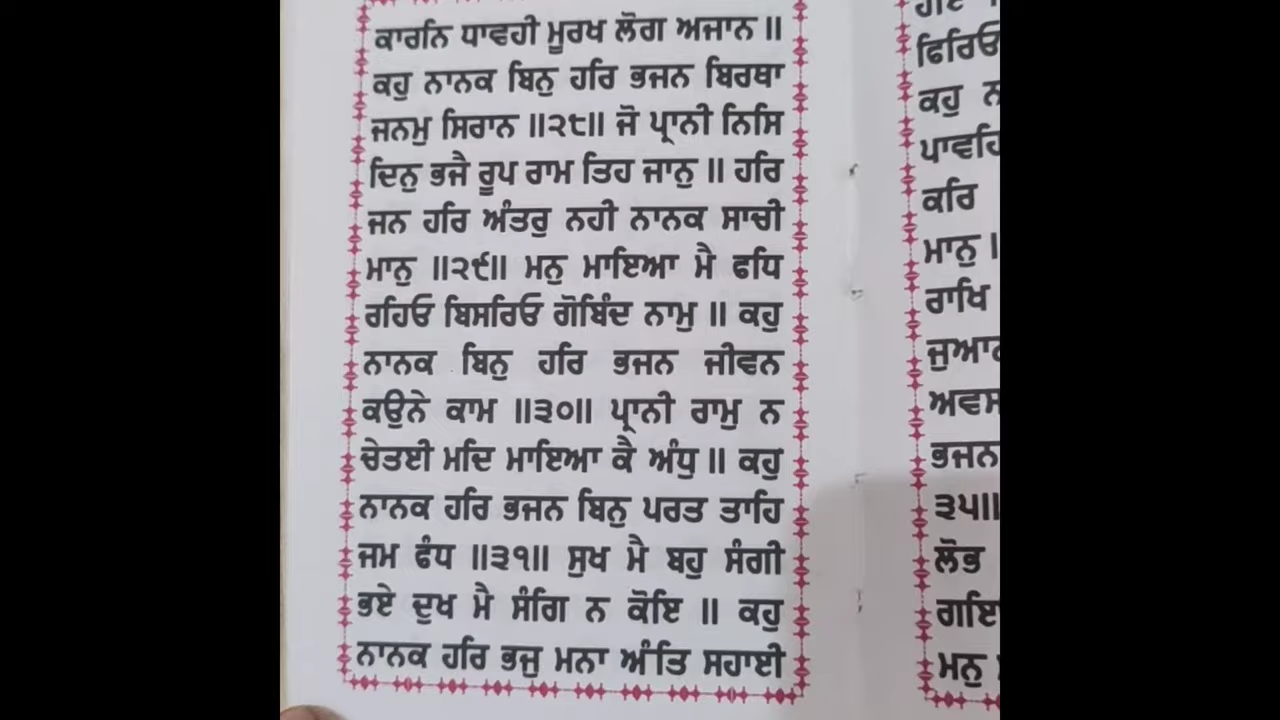 ਕਾਰਨਿ ਧਾਵਹੀ ਮੂਰਖ ਲੋਗ ਅਜਾਨ ॥
ਕਹੁ ਨਾਨਕ ਬਿਨੁ ਹਰਿ ਭਜਨ ਬਿਰਥਾ
ਜਨਮੁ ਸਿਰਾਨ ॥੨੮॥ ਜੋ ਪ੍ਰਾਨੀ ਨਿਸਿ
ਦਿਨੁ ਭਜੈ ਰੂਪ ਰਾਮ ਤਿਹ ਜਾਨੁ ॥ ਹਰਿ
ਜਨ ਹਰਿ ਅੰਤਰੁ ਨਹੀ ਨਾਨਕ ਸਾਚੀ
ਮਾਨੁ ॥੨੯॥ ਮਨੁ ਮਾਇਆ ਮੈ ਫਧਿ
ਰਹਿਓ ਬਿਸਰਿਓ ਗੋਬਿੰਦ ਨਾਮੁ ॥ ਕਹੁ
ਨਾਨਕ ਬਿਨੁ ਹਰਿ ਭਜਨ ਜੀਵਨ
ਕਉਨੇ ਕਾਮ ॥੩੦॥ ਪ੍ਰਾਨੀ ਰਾਮੁ ਨ
ਚੇਤਈ ਮਦਿ ਮਾਇਆ ਕੈ ਅੰਧੁ ॥ ਕਹੁ
ਨਾਨਕ ਹਰਿ ਭਜਨ ਬਿਨੁ ਪਰਤ ਤਾਹਿ
ਜਮ ਫੰਧ ॥੩੧॥ ਸੁਖ ਮੈ ਬਹੁ ਸੰਗੀ
ਭਏ ਦੁਖ ਮੈ ਸੰਗਿ ਨ ਕੋਇ ॥ ਕਹੁ
ਨਾਨਕ ਹਰਿ ਭਜੁ ਮਨਾ ਅੰਤਿ ਸਹਾਈ
ਫਿਰਿਓ
ਕਹੁ
ਪਾਵਹਿ
ਕਰਿ
ਮਾਨੁ ।
ਰਾਖਿ
ਭਜਨ
੩੫॥
ਲੋਭ
ਮਨੁ